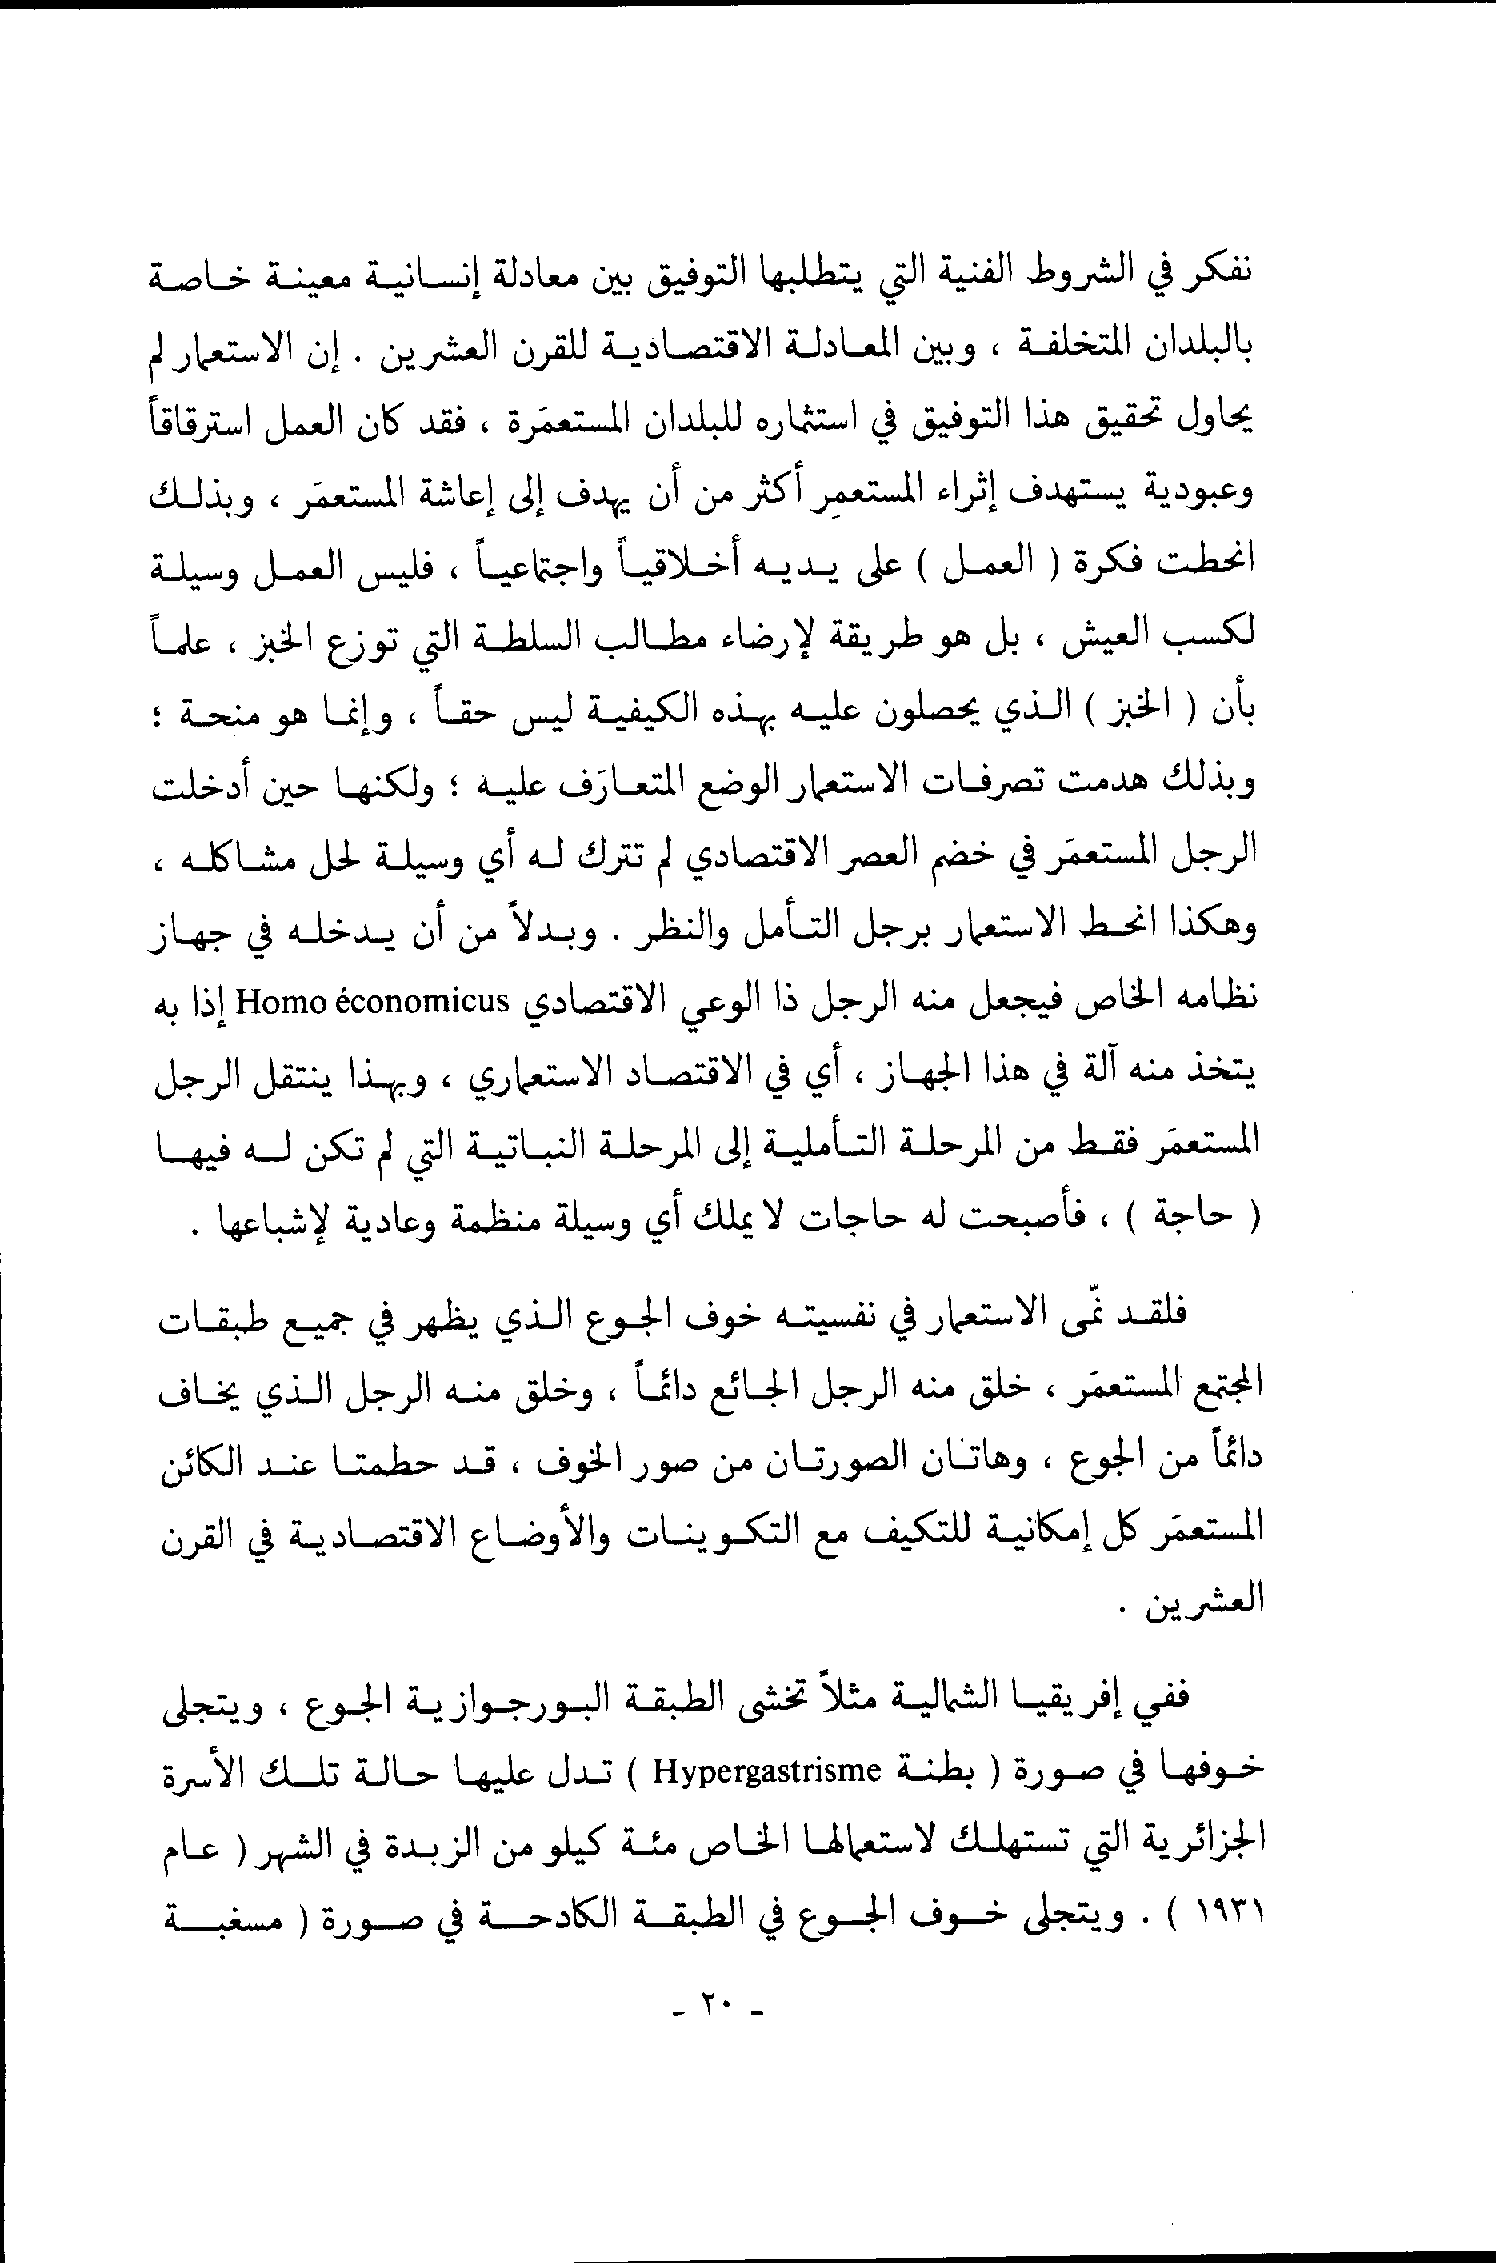 نفكر في الشروط الفنية التي يتطلبها التوفيق بين معادلة إنسانية معينة خاصة
بالبلدان المتخلفة ، وبين المعادلة الاقتصادية للقرن العشرين . إن الاستعمار لم
يحاول تحقيق هذا التوفيق في استثماره للبلدان المستعمَرة ، فقد كان العمل استرقاقاً
وعبودية يستهدف إثراء المستعمِر أكثر من أن يهدف إلى إعاشة المستعمَر ، وبذلك
انحطت فكرة ( العمل ) على يديه أخلاقياً واجتماعياً ، فليس العمل وسيلة
لكسب العيش ، بل هو طريقة لإرضاء مطالب السلطة التي توزع الخبز ، علماً
بأن ( الخبز ) الذي يحصلون عليه بهذه الكيفية ليس حقاً ، وإنما هو منحة ؛
وبذلك هدمت تصرفات الاستعمار الوضع المتعارَف عليه ؛ ولكنها حين أدخلت
الرجل المستعمَر في خضم العصر الاقتصادي لم تترك له أي وسيلة لحل مشاكله ،
وهكذا انحط الاستعمار برجل التأمل والنظر . وبدلاً من أن يدخله في جهاز
نظامه الخاص فيجعل منه الرجل ذا الوعي الاقتصادي Homo économicus إذا به
يتخذ منه آلة في هذا الجهاز ، أي في الاقتصاد الاستعماري ، وبهذا ينتقل الرجل
المستعمَر فقط من المرحلة التأملية إلى المرحلة النباتية التي لم تكن له فيها
( حاجة ) ، فأصبحت له حاجات لا يملك أي وسيلة منظمة وعادية لإشباعها .
فلقد نمّى الاستعمار في نفسيته خوف الجوع الذي يظهر في جميع طبقات
المجتمع المستعمَر ، خلق منه الرجل الجائع دائماً ، وخلق منه الرجل الذي يخاف
دائماً من الجوع ، وهاتان الصورتان من صور الخوف ، قد حطمتا عند الكائن
المستعمَر كل إمكانية للتكيف مع التكوينات والأوضاع الاقتصادية في القرن
العشرين .
ففي إفريقيا الشمالية مثلاً تخشى الطبقة البورجوازية الجوع ، ويتجلى
خوفها في صورة ( بطنة Hypergastrisme ) تدل عليها حالة تلك الأسرة
الجزائرية التي تستهلك لاستعمالها الخاص مئة كيلو من الزبدة في الشهر ( عام
١٩٣١ ) . ويتجلى خوف الجوع في الطبقة الكادحة في صورة ( مسغبة
- ٢٠ -